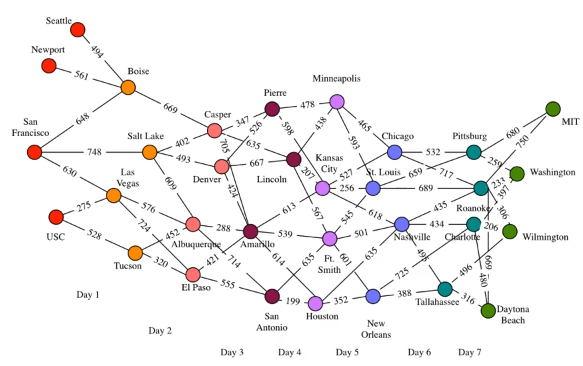 Seattle
Newport
494
561
Boise
Minneapolis
Pierre
San
Francisco
648
669
Casper
347
478
438
465
Chicago
Pittsburg
680
MIT
Salt Lake
402
526
598
593
532
750
748
493
705
635
667
Denver
Lincoln
207
Kansas
City
527
256
St. Louis
659
689
717
259
233
Washington
630
Las
Vegas
609
424
567
Roanoke
397
306
275
576
724
613
545
618
435
USC
528
452
Albuquerque
288
Amarillo
539
501
Nashville
434
Charlotte
206
Wilmington
Tucson
320
421
714
614
635
Ft.
Smith
601
635
495
725
669
480
496
El Paso
555
199
352
388
Tallahassee
316
Day 1
San
Antonio
Houston
New
Orleans
Daytona
Beach
Day 2
Day 3
Day 4
Day 5
Day 6
Day 7